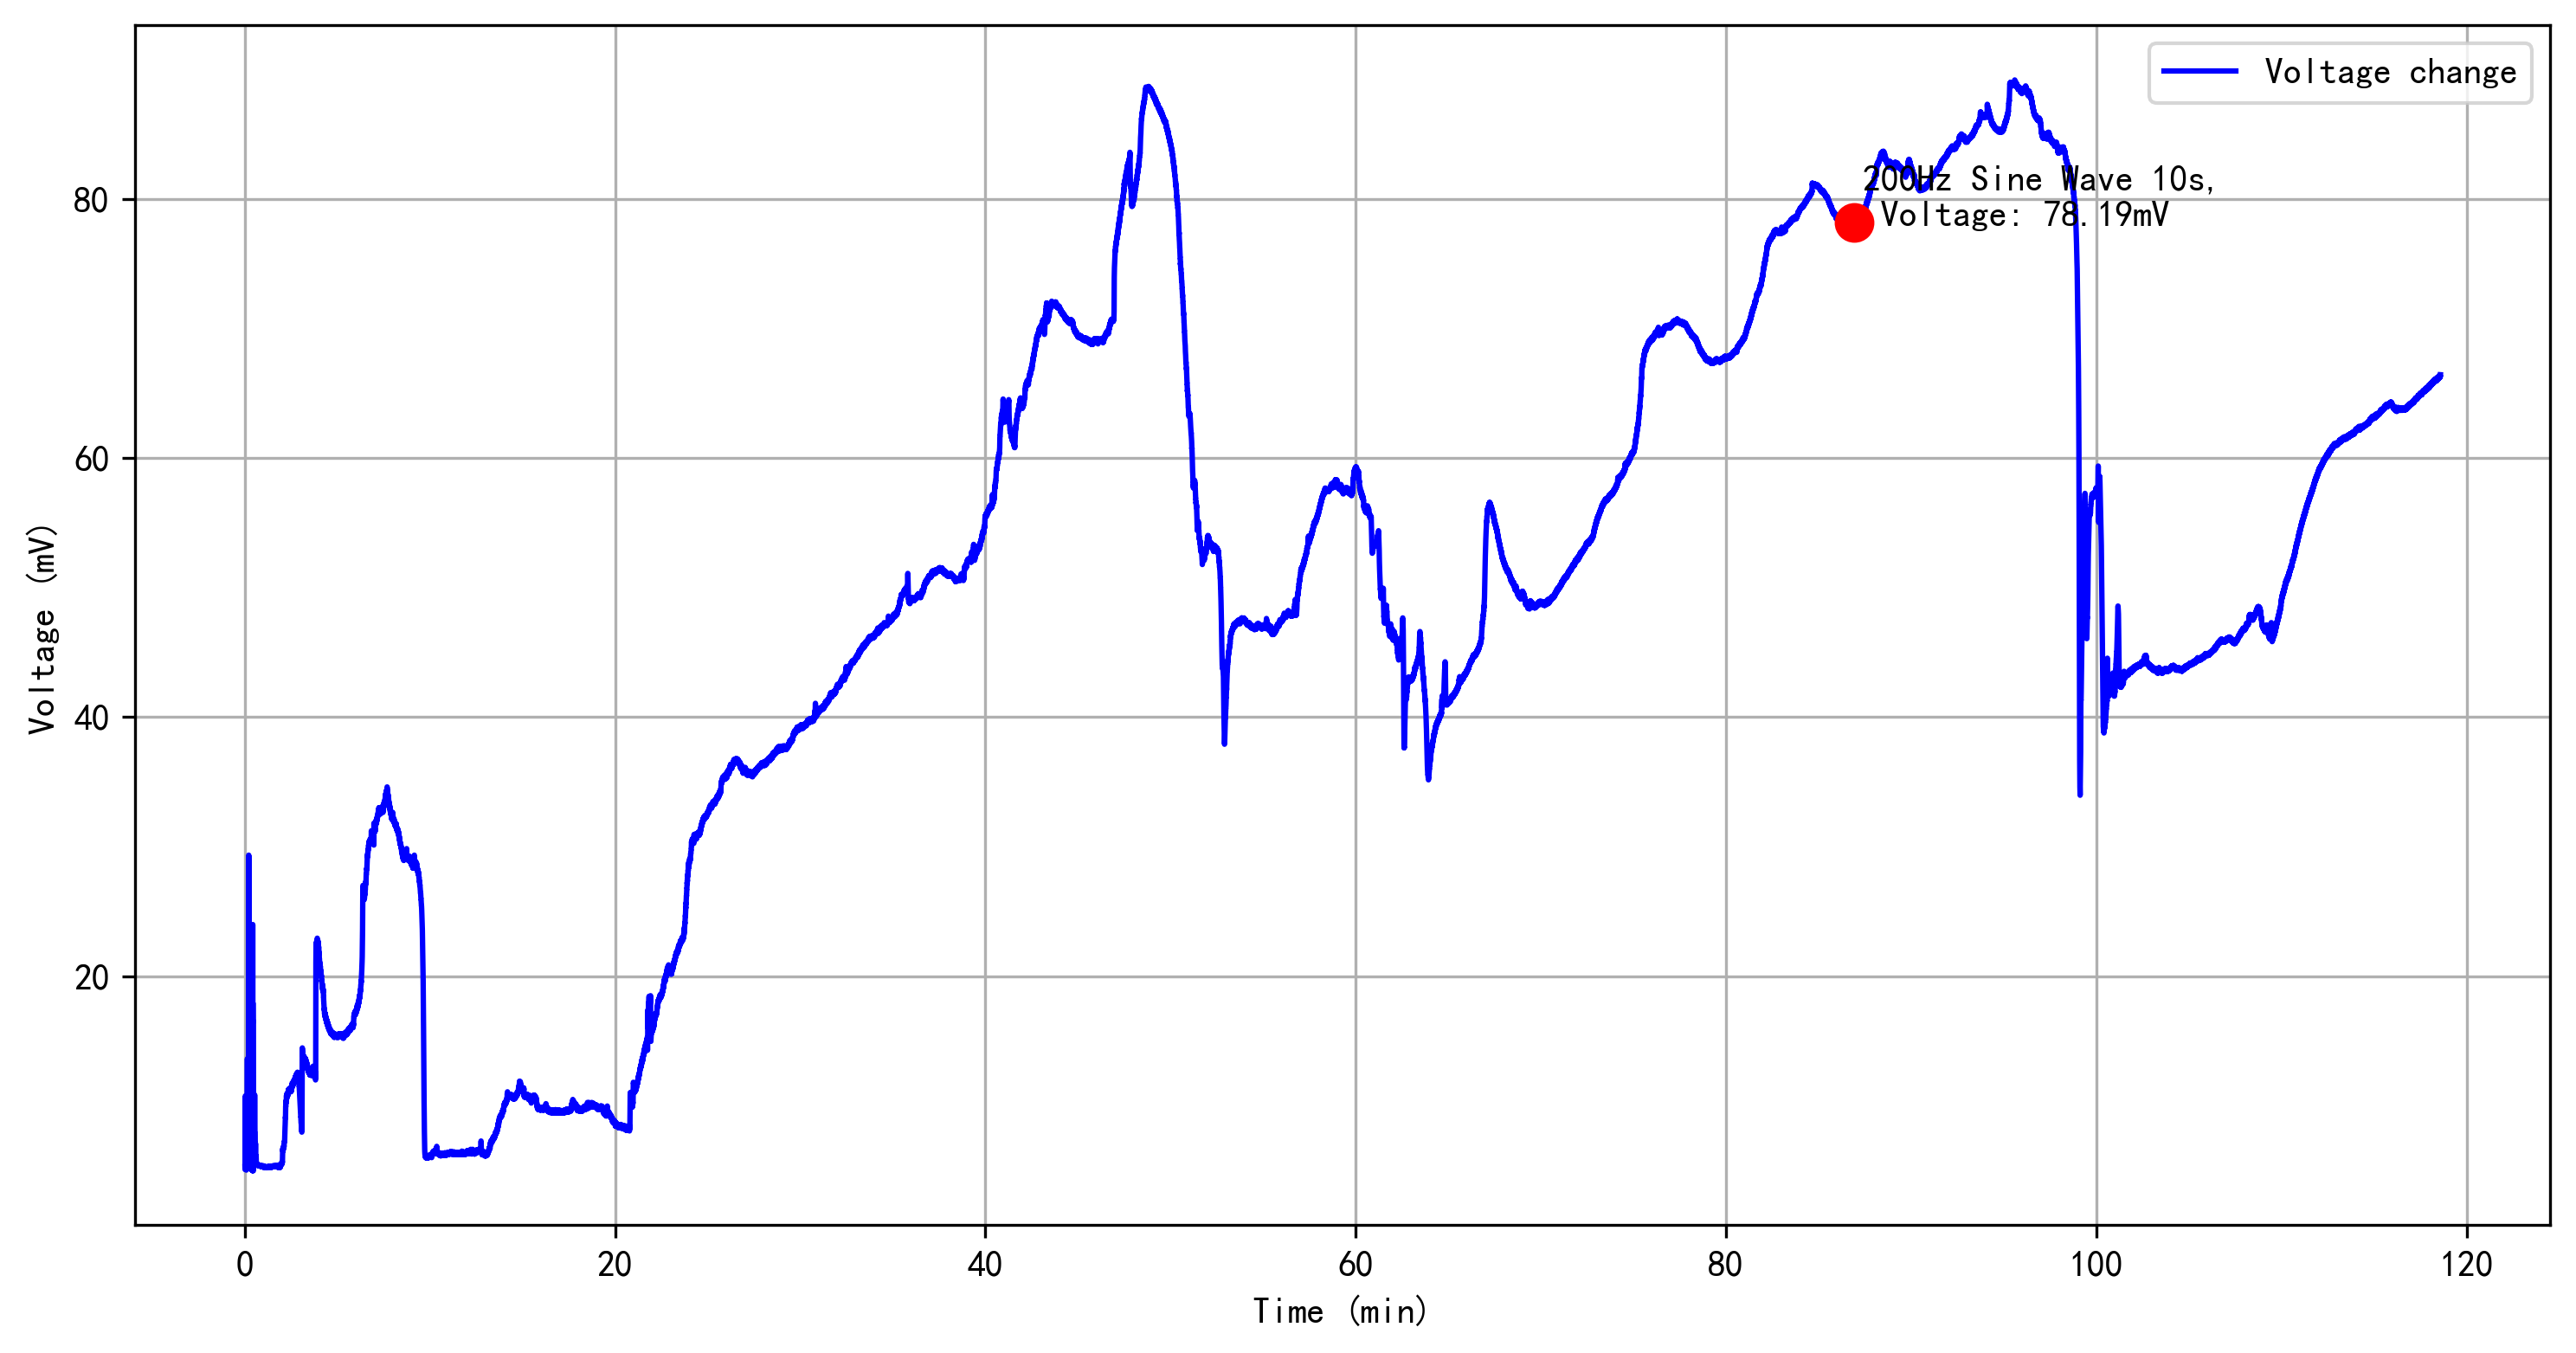 Voltage change
200Hz Sine Wave 10s,
Voltage: 78.19mV
80
60
40
20
Voltage (mV)
0 20 40 60 80 100 120
Time (min)